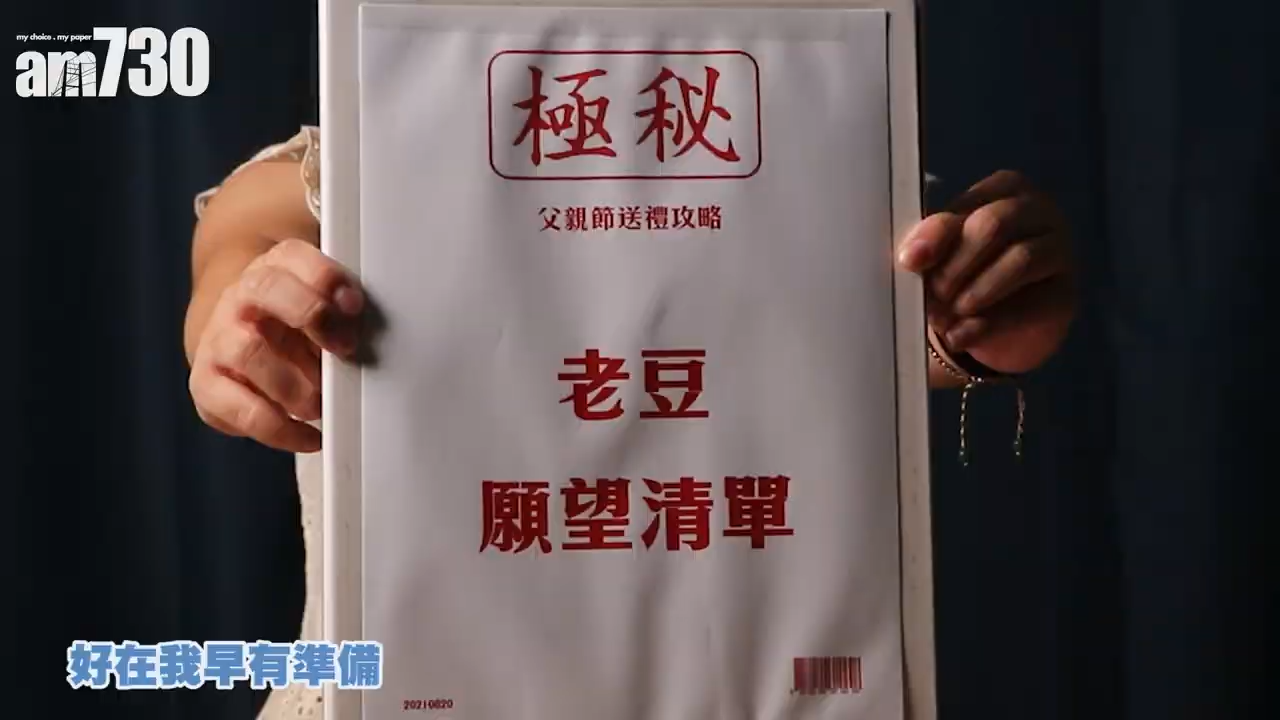 my choice . my paper
am730
極秘
父親節送禮攻略
老豆
願望清單
好在我早有準備
20210620